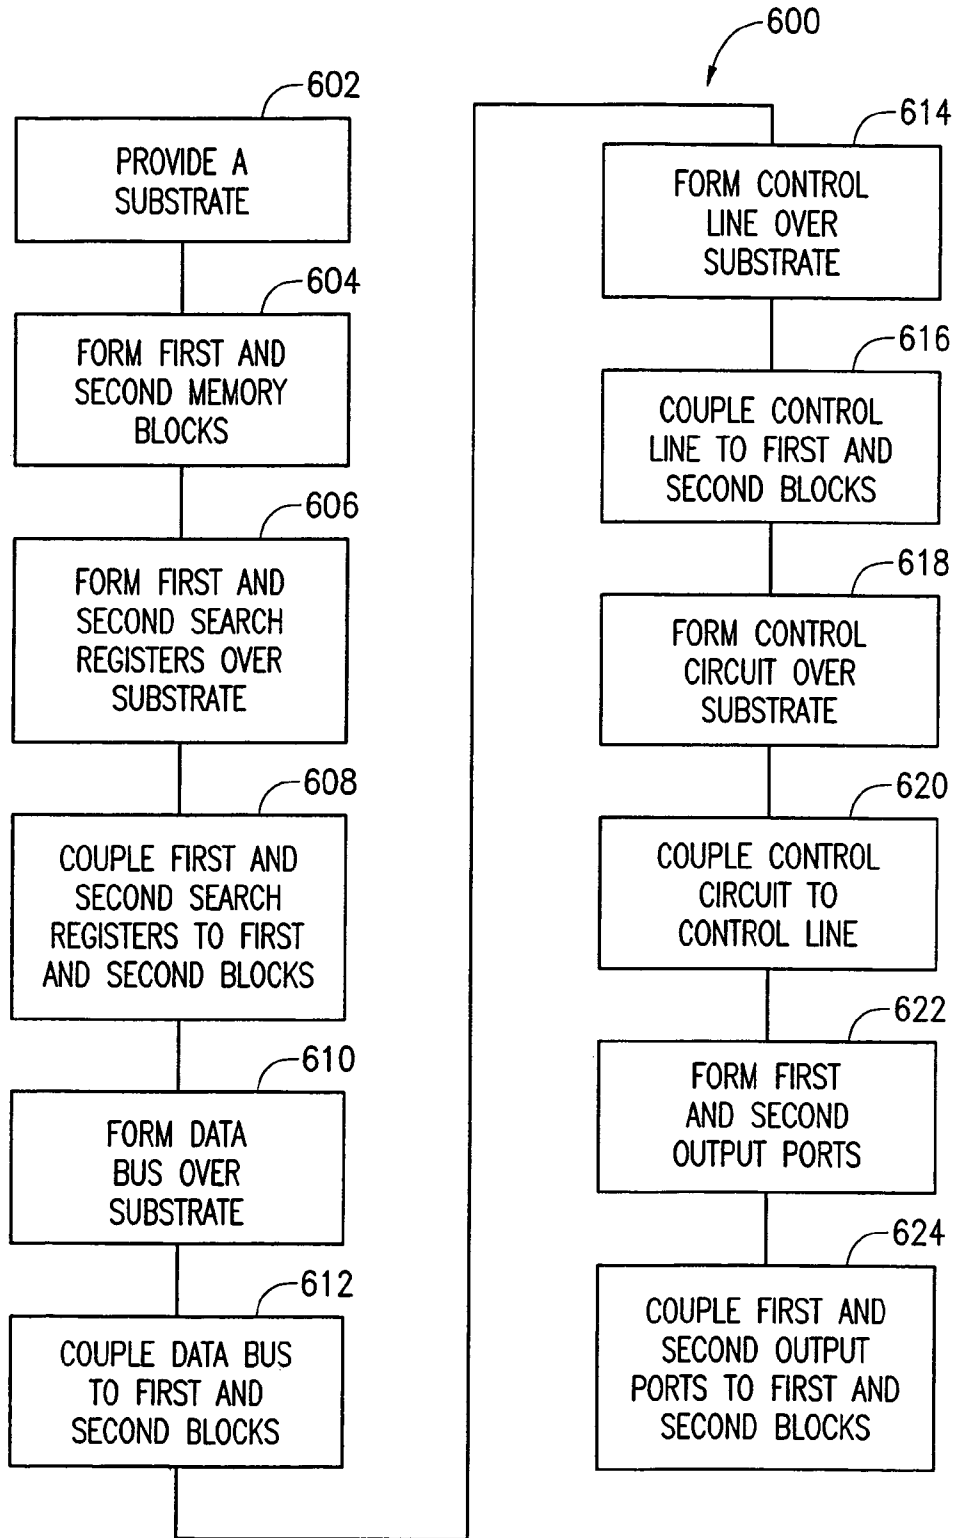 600
602
PROVIDE A
SUBSTRATE
604
FORM FIRST AND
SECOND MEMORY
BLOCKS
606
FORM FIRST AND
SECOND SEARCH
REGISTERS OVER
SUBSTRATE
608
COUPLE FIRST AND
SECOND SEARCH
REGISTERS TO FIRST
AND SECOND BLOCKS
610
FORM DATA
BUS OVER
SUBSTRATE
612
COUPLE DATA BUS
TO FIRST AND
SECOND BLOCKS
614
FORM CONTROL
LINE OVER
SUBSTRATE
616
COUPLE CONTROL
LINE TO FIRST AND
SECOND BLOCKS
618
FORM CONTROL
CIRCUIT OVER
SUBSTRATE
620
COUPLE CONTROL
CIRCUIT TO
CONTROL LINE
622
FORM FIRST
AND SECOND
OUTPUT PORTS
624
COUPLE FIRST AND
SECOND OUTPUT
PORTS TO FIRST AND
SECOND BLOCKS